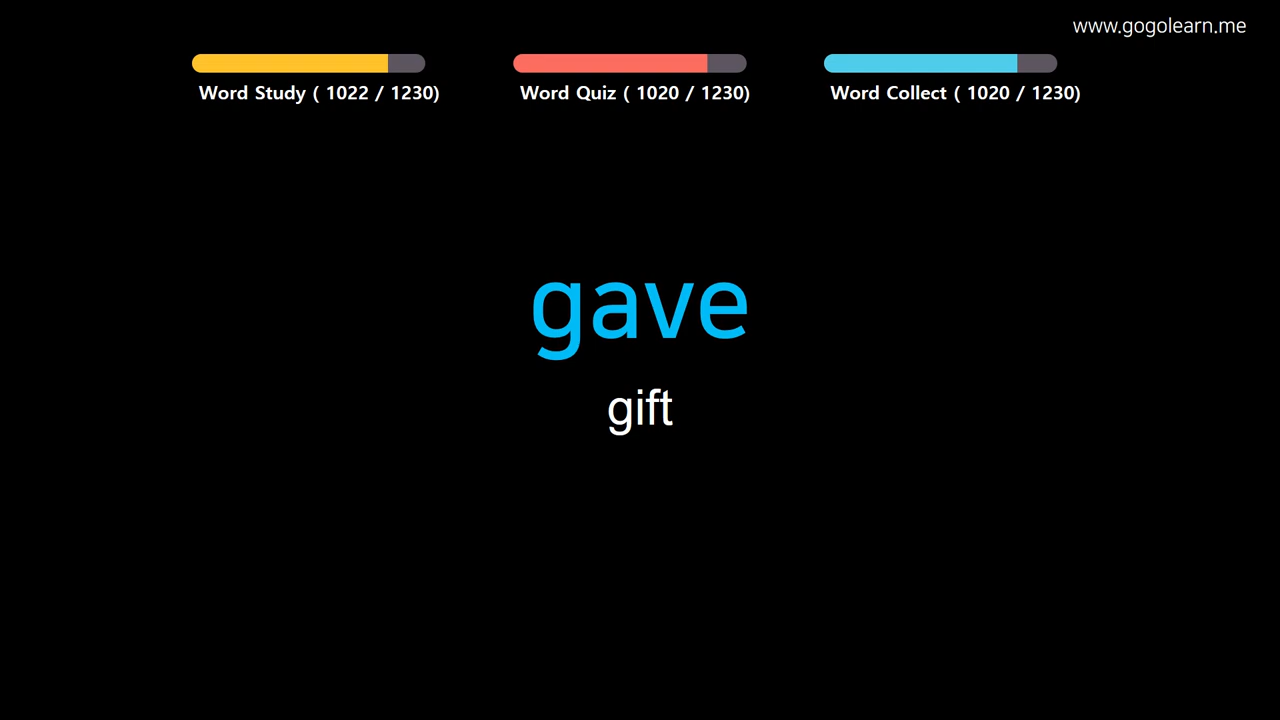 www.gogolearn.me
Word Study ( 1022 / 1230)
Word Quiz ( 1020 / 1230)
Word Collect ( 1020 / 1230)
gave
gift